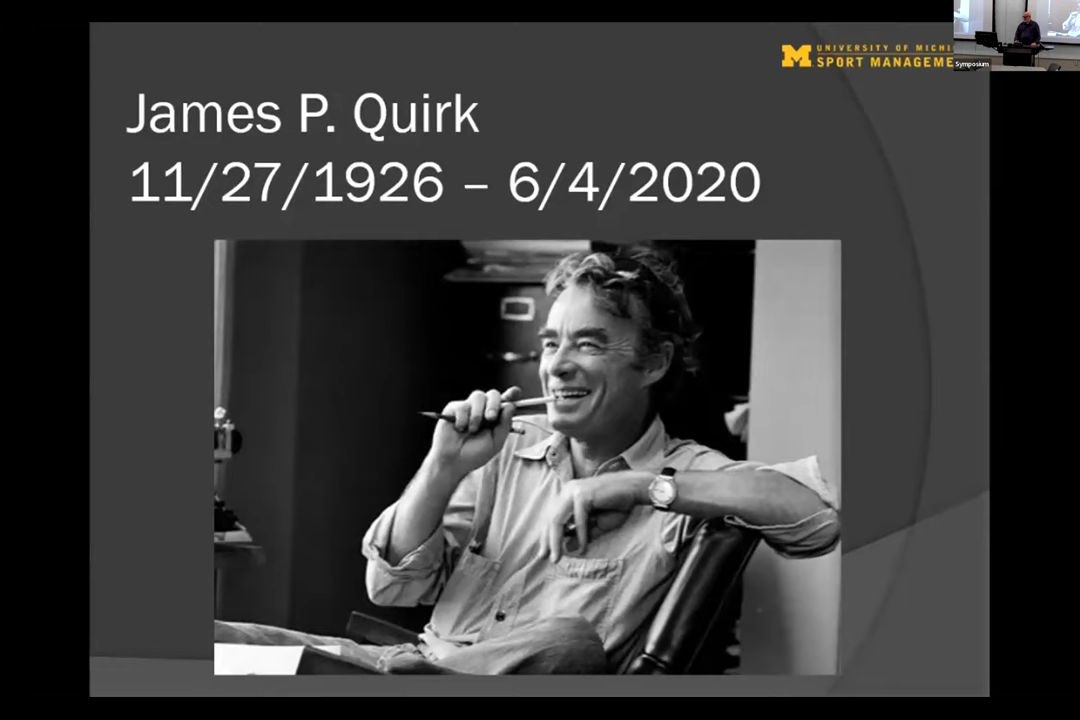 UNIVERSITY OF MICHI
SPORT MANAGEME
Symposium
James P. Quirk
11/27/1926 – 6/4/2020